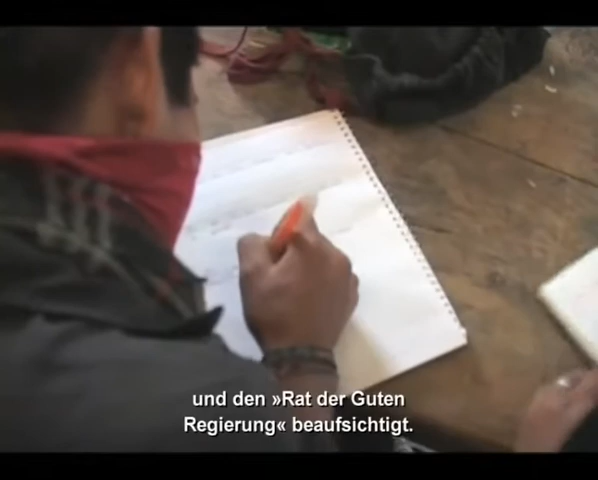 und den »Rat der Guten
Regierung« beaufsichtigt.